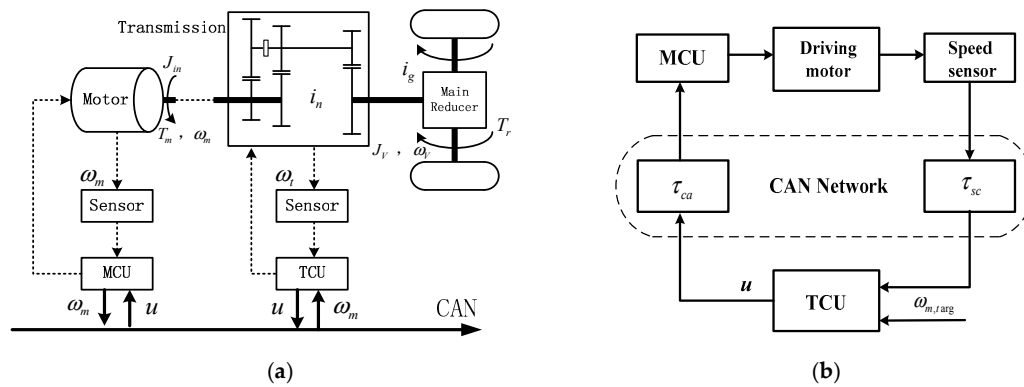 Transmission
J_in
Motor
T_m , ω_m
i_n
i_g
Main
Reducer
T_r
J_V , ω_V
ω_m
ω_t
Sensor
Sensor
MCU
TCU
ω_m
u
u
ω_m
CAN
(a)
MCU
Driving
motor
Speed
sensor
τ_ca
CAN Network
τ_sc
u
TCU
ω_m,targ
(b)